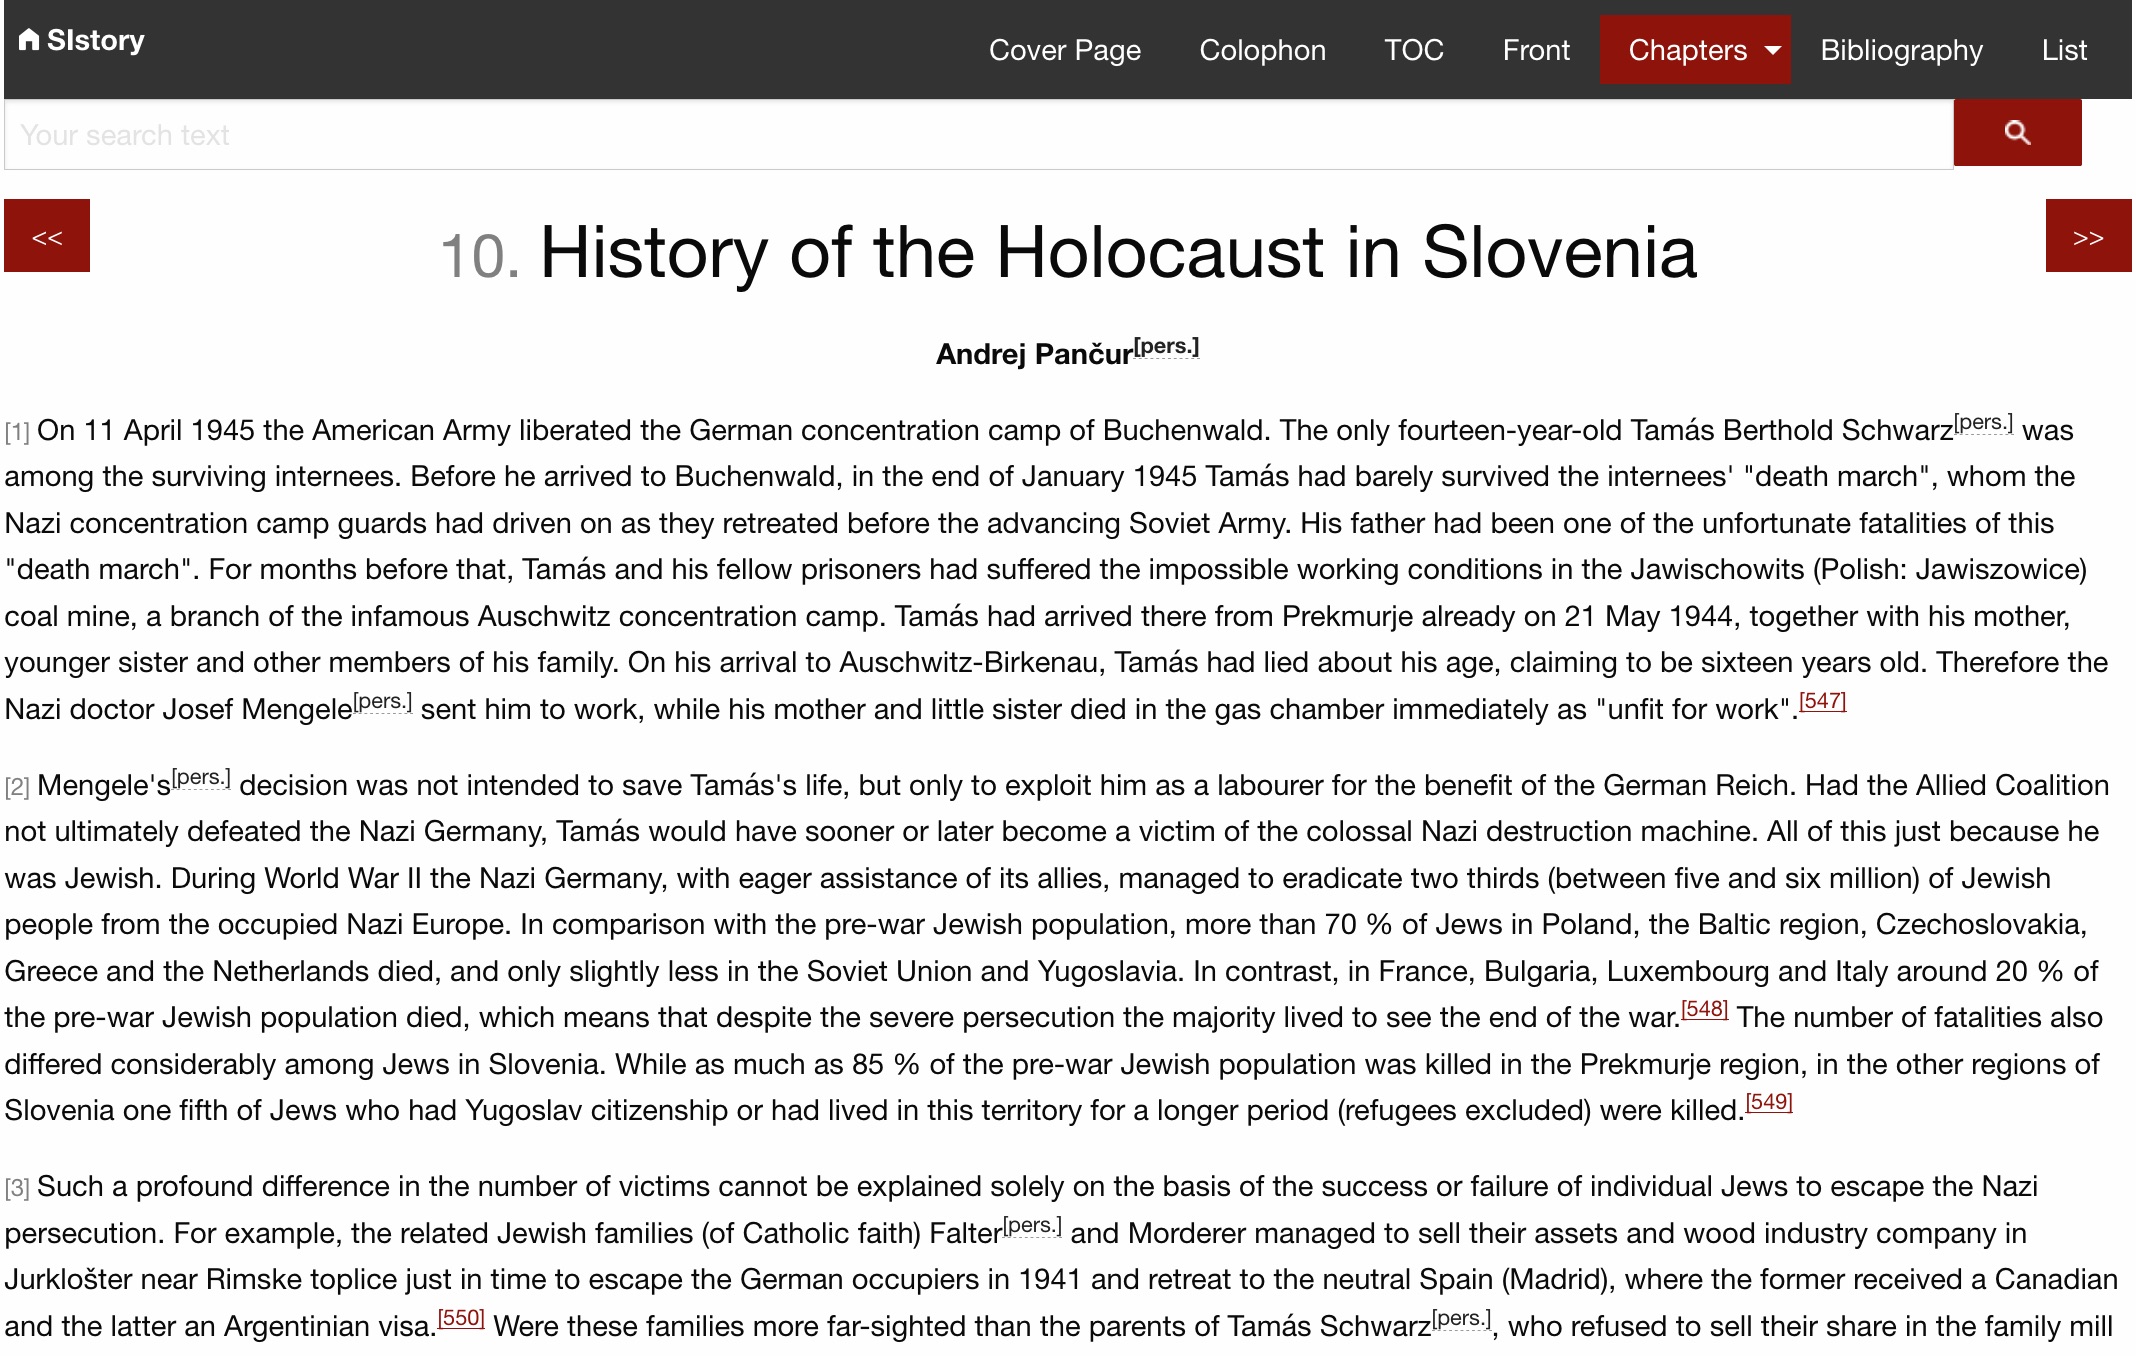 SIstory
Cover Page Colophon TOC Front Chapters Bibliography List
Your search text
<< >>
10. History of the Holocaust in Slovenia
Andrej Pančur[pers.]
[1] On 11 April 1945 the American Army liberated the German concentration camp of Buchenwald. The only fourteen-year-old Tamás Berthold Schwarz[pers.] was
among the surviving internees. Before he arrived to Buchenwald, in the end of January 1945 Tamás had barely survived the internees' "death march", whom the
Nazi concentration camp guards had driven on as they retreated before the advancing Soviet Army. His father had been one of the unfortunate fatalities of this
"death march". For months before that, Tamás and his fellow prisoners had suffered the impossible working conditions in the Jawischowits (Polish: Jawiszowice)
coal mine, a branch of the infamous Auschwitz concentration camp. Tamás had arrived there from Prekmurje already on 21 May 1944, together with his mother,
younger sister and other members of his family. On his arrival to Auschwitz-Birkenau, Tamás had lied about his age, claiming to be sixteen years old. Therefore the
Nazi doctor Josef Mengele[pers.] sent him to work, while his mother and little sister died in the gas chamber immediately as "unfit for work".[547]
[2] Mengele's[pers.] decision was not intended to save Tamás's life, but only to exploit him as a labourer for the benefit of the German Reich. Had the Allied Coalition
not ultimately defeated the Nazi Germany, Tamás would have sooner or later become a victim of the colossal Nazi destruction machine. All of this just because he
was Jewish. During World War II the Nazi Germany, with eager assistance of its allies, managed to eradicate two thirds (between five and six million) of Jewish
people from the occupied Nazi Europe. In comparison with the pre-war Jewish population, more than 70 % of Jews in Poland, the Baltic region, Czechoslovakia,
Greece and the Netherlands died, and only slightly less in the Soviet Union and Yugoslavia. In contrast, in France, Bulgaria, Luxembourg and Italy around 20 % of
the pre-war Jewish population died, which means that despite the severe persecution the majority lived to see the end of the war.[548] The number of fatalities also
differed considerably among Jews in Slovenia. While as much as 85 % of the pre-war Jewish population was killed in the Prekmurje region, in the other regions of
Slovenia one fifth of Jews who had Yugoslav citizenship or had lived in this territory for a longer period (refugees excluded) were killed.[549]
[3] Such a profound difference in the number of victims cannot be explained solely on the basis of the success or failure of individual Jews to escape the Nazi
persecution. For example, the related Jewish families (of Catholic faith) Falter[pers.] and Morderer managed to sell their assets and wood industry company in
Jurklošter near Rimske toplice just in time to escape the German occupiers in 1941 and retreat to the neutral Spain (Madrid), where the former received a Canadian
and the latter an Argentinian visa.[550] Were these families more far-sighted than the parents of Tamás Schwarz[pers.], who refused to sell their share in the family mill